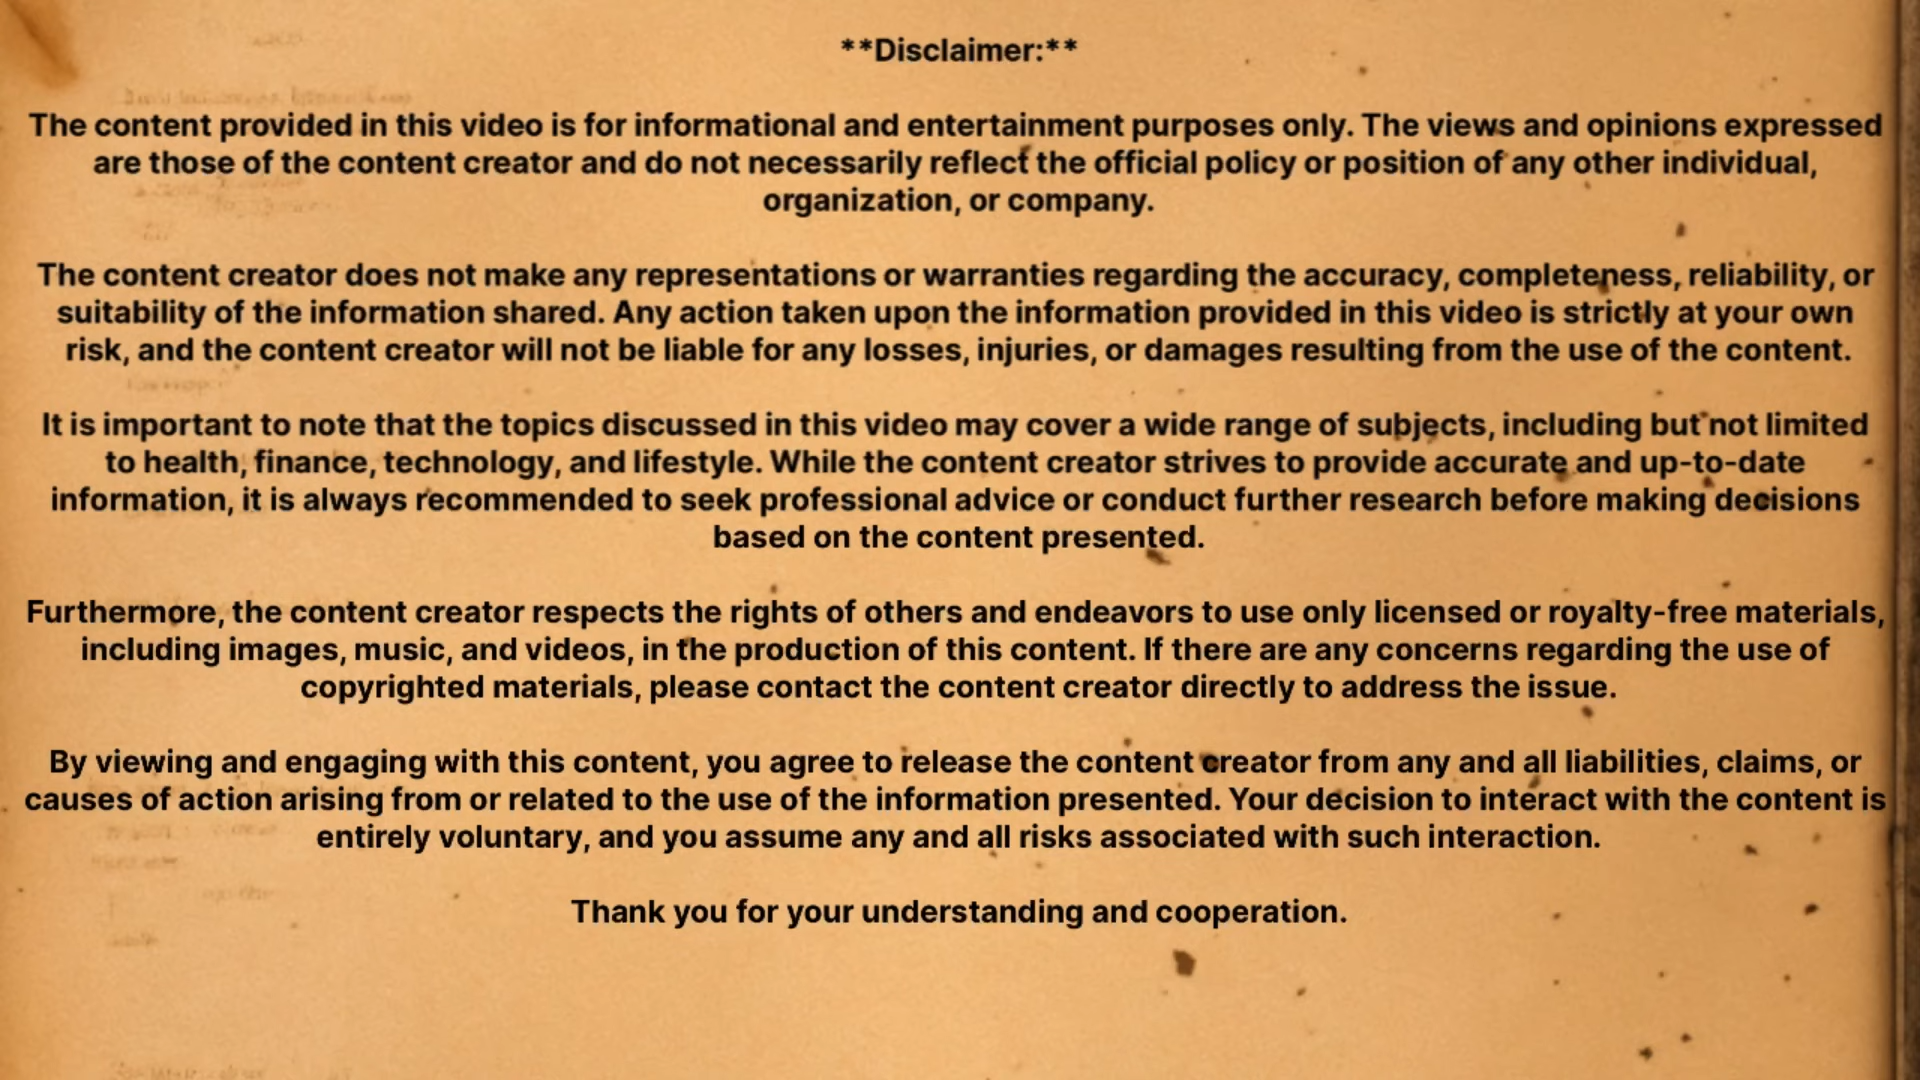 **Disclaimer:**
The content provided in this video is for informational and entertainment purposes only. The views and opinions expressed
are those of the content creator and do not necessarily reflect the official policy or position of any other individual,
organization, or company.
The content creator does not make any representations or warranties regarding the accuracy, completeness, reliability, or
suitability of the information shared. Any action taken upon the information provided in this video is strictly at your own
risk, and the content creator will not be liable for any losses, injuries, or damages resulting from the use of the content.
It is important to note that the topics discussed in this video may cover a wide range of subjects, including but not limited
to health, finance, technology, and lifestyle. While the content creator strives to provide accurate and up-to-date
information, it is always recommended to seek professional advice or conduct further research before making decisions
based on the content presented.
Furthermore, the content creator respects the rights of others and endeavors to use only licensed or royalty-free materials,
including images, music, and videos, in the production of this content. If there are any concerns regarding the use of
copyrighted materials, please contact the content creator directly to address the issue.
By viewing and engaging with this content, you agree to release the content creator from any and all liabilities, claims, or
causes of action arising from or related to the use of the information presented. Your decision to interact with the content is
entirely voluntary, and you assume any and all risks associated with such interaction.
Thank you for your understanding and cooperation.